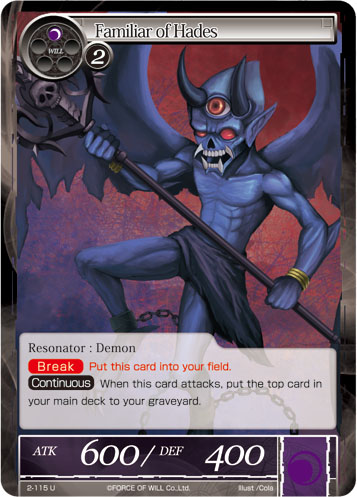 Familiar of Hades
WILL
2
Resonator : Demon
Break Put this card into your field.
Continuous When this card attacks, put the top card in
your main deck to your graveyard.
ATK 600/ DEF 400
2-115 U ©FORCE OF WILL Co.,Ltd. Illust /Cola